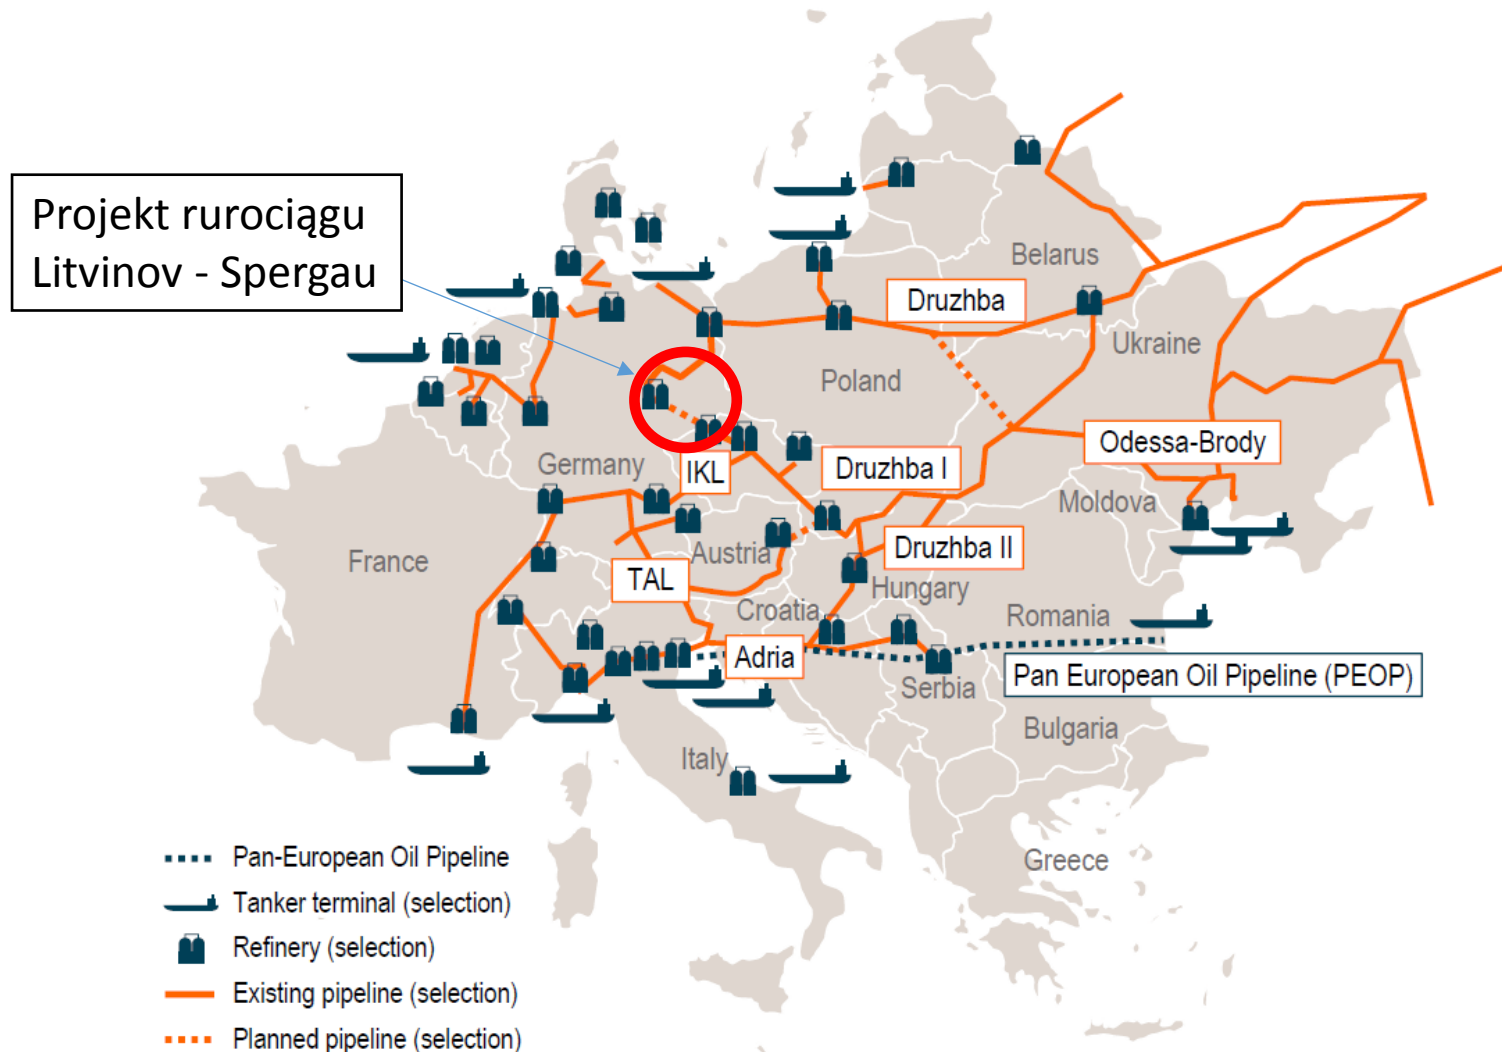 Projekt rurociągu
Litvinov - Spergau
Belarus
Druzhba
Ukraine
Poland
Odessa-Brody
Germany
IKL
Druzhba I
Moldova
France
Austria
Druzhba II
TAL
Hungary
Croatia
Romania
Adria
Serbia
Pan European Oil Pipeline (PEOP)
Bulgaria
Italy
Greece
Pan-European Oil Pipeline
Tanker terminal (selection)
Refinery (selection)
Existing pipeline (selection)
Planned pipeline (selection)